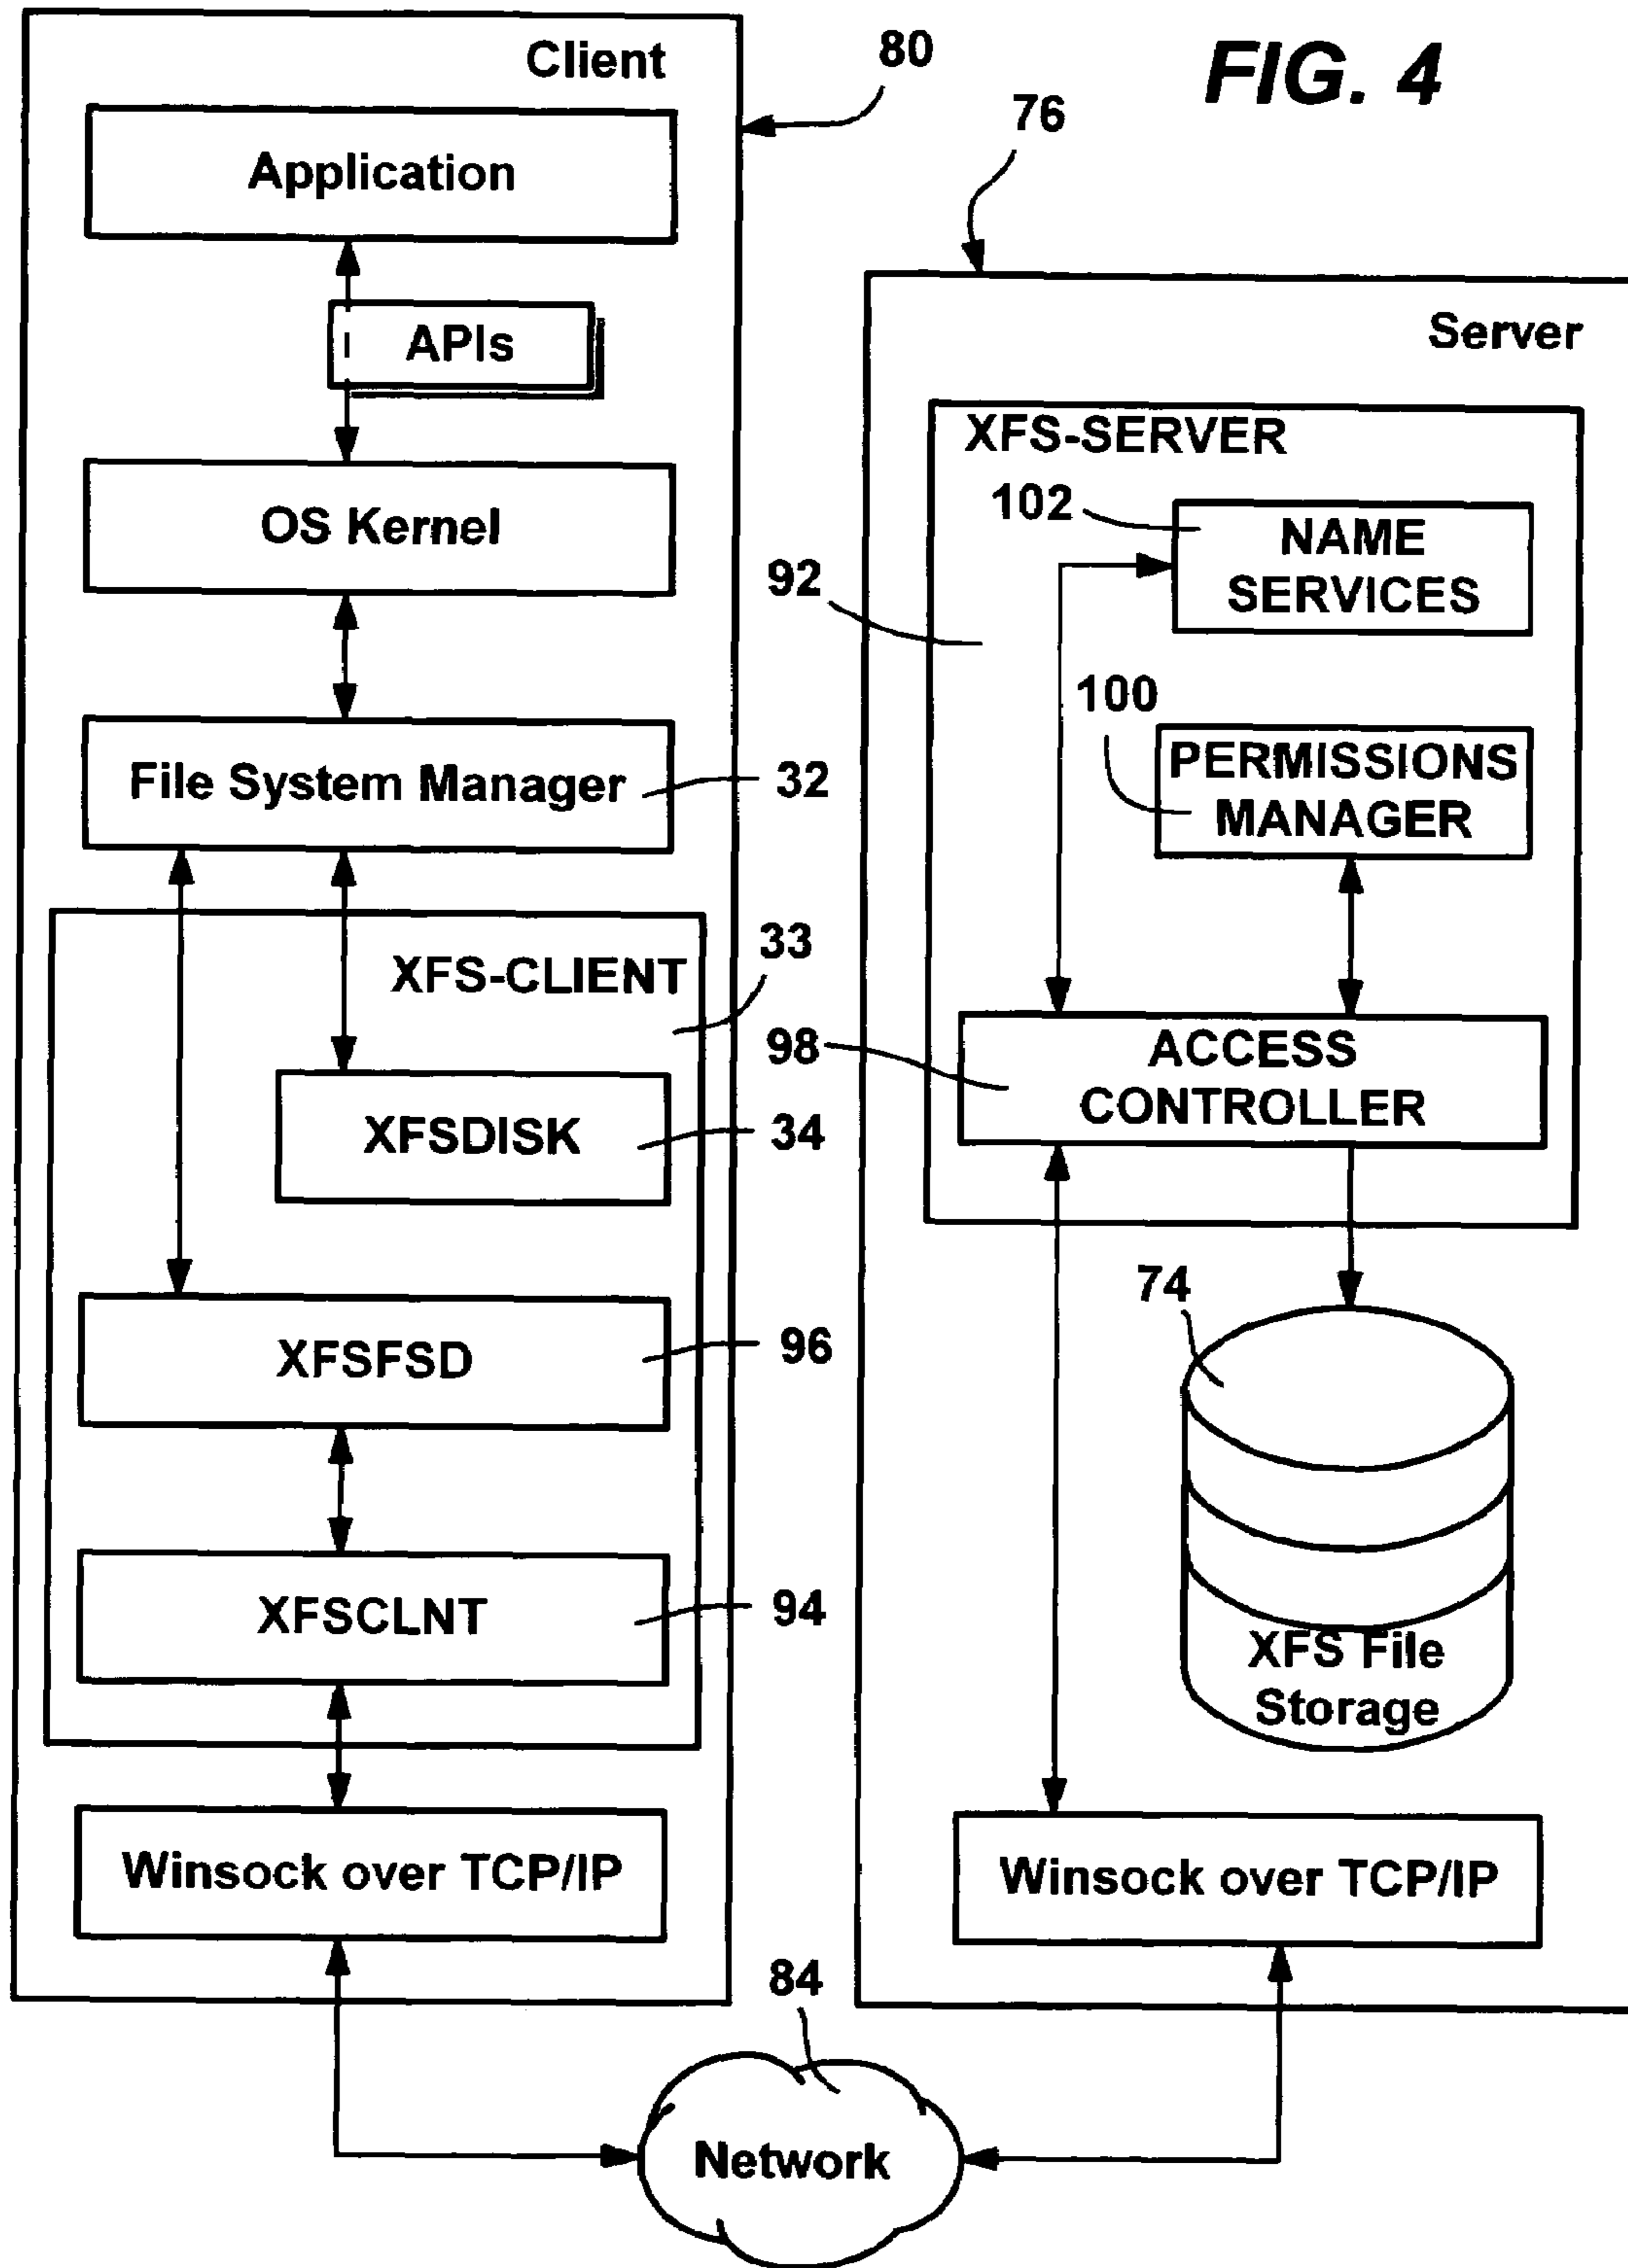 FIG. 4
Client
80
Application
APIs
OS Kernel
File System Manager
32
XFS-CLIENT
33
XFSDISK
34
XFSFSD
96
XFSCLNT
94
Winsock over TCP/IP
76
Server
XFS-SERVER
92
102
NAME
SERVICES
100
PERMISSIONS
MANAGER
98
ACCESS
CONTROLLER
74
XFS File
Storage
Winsock over TCP/IP
84
Network